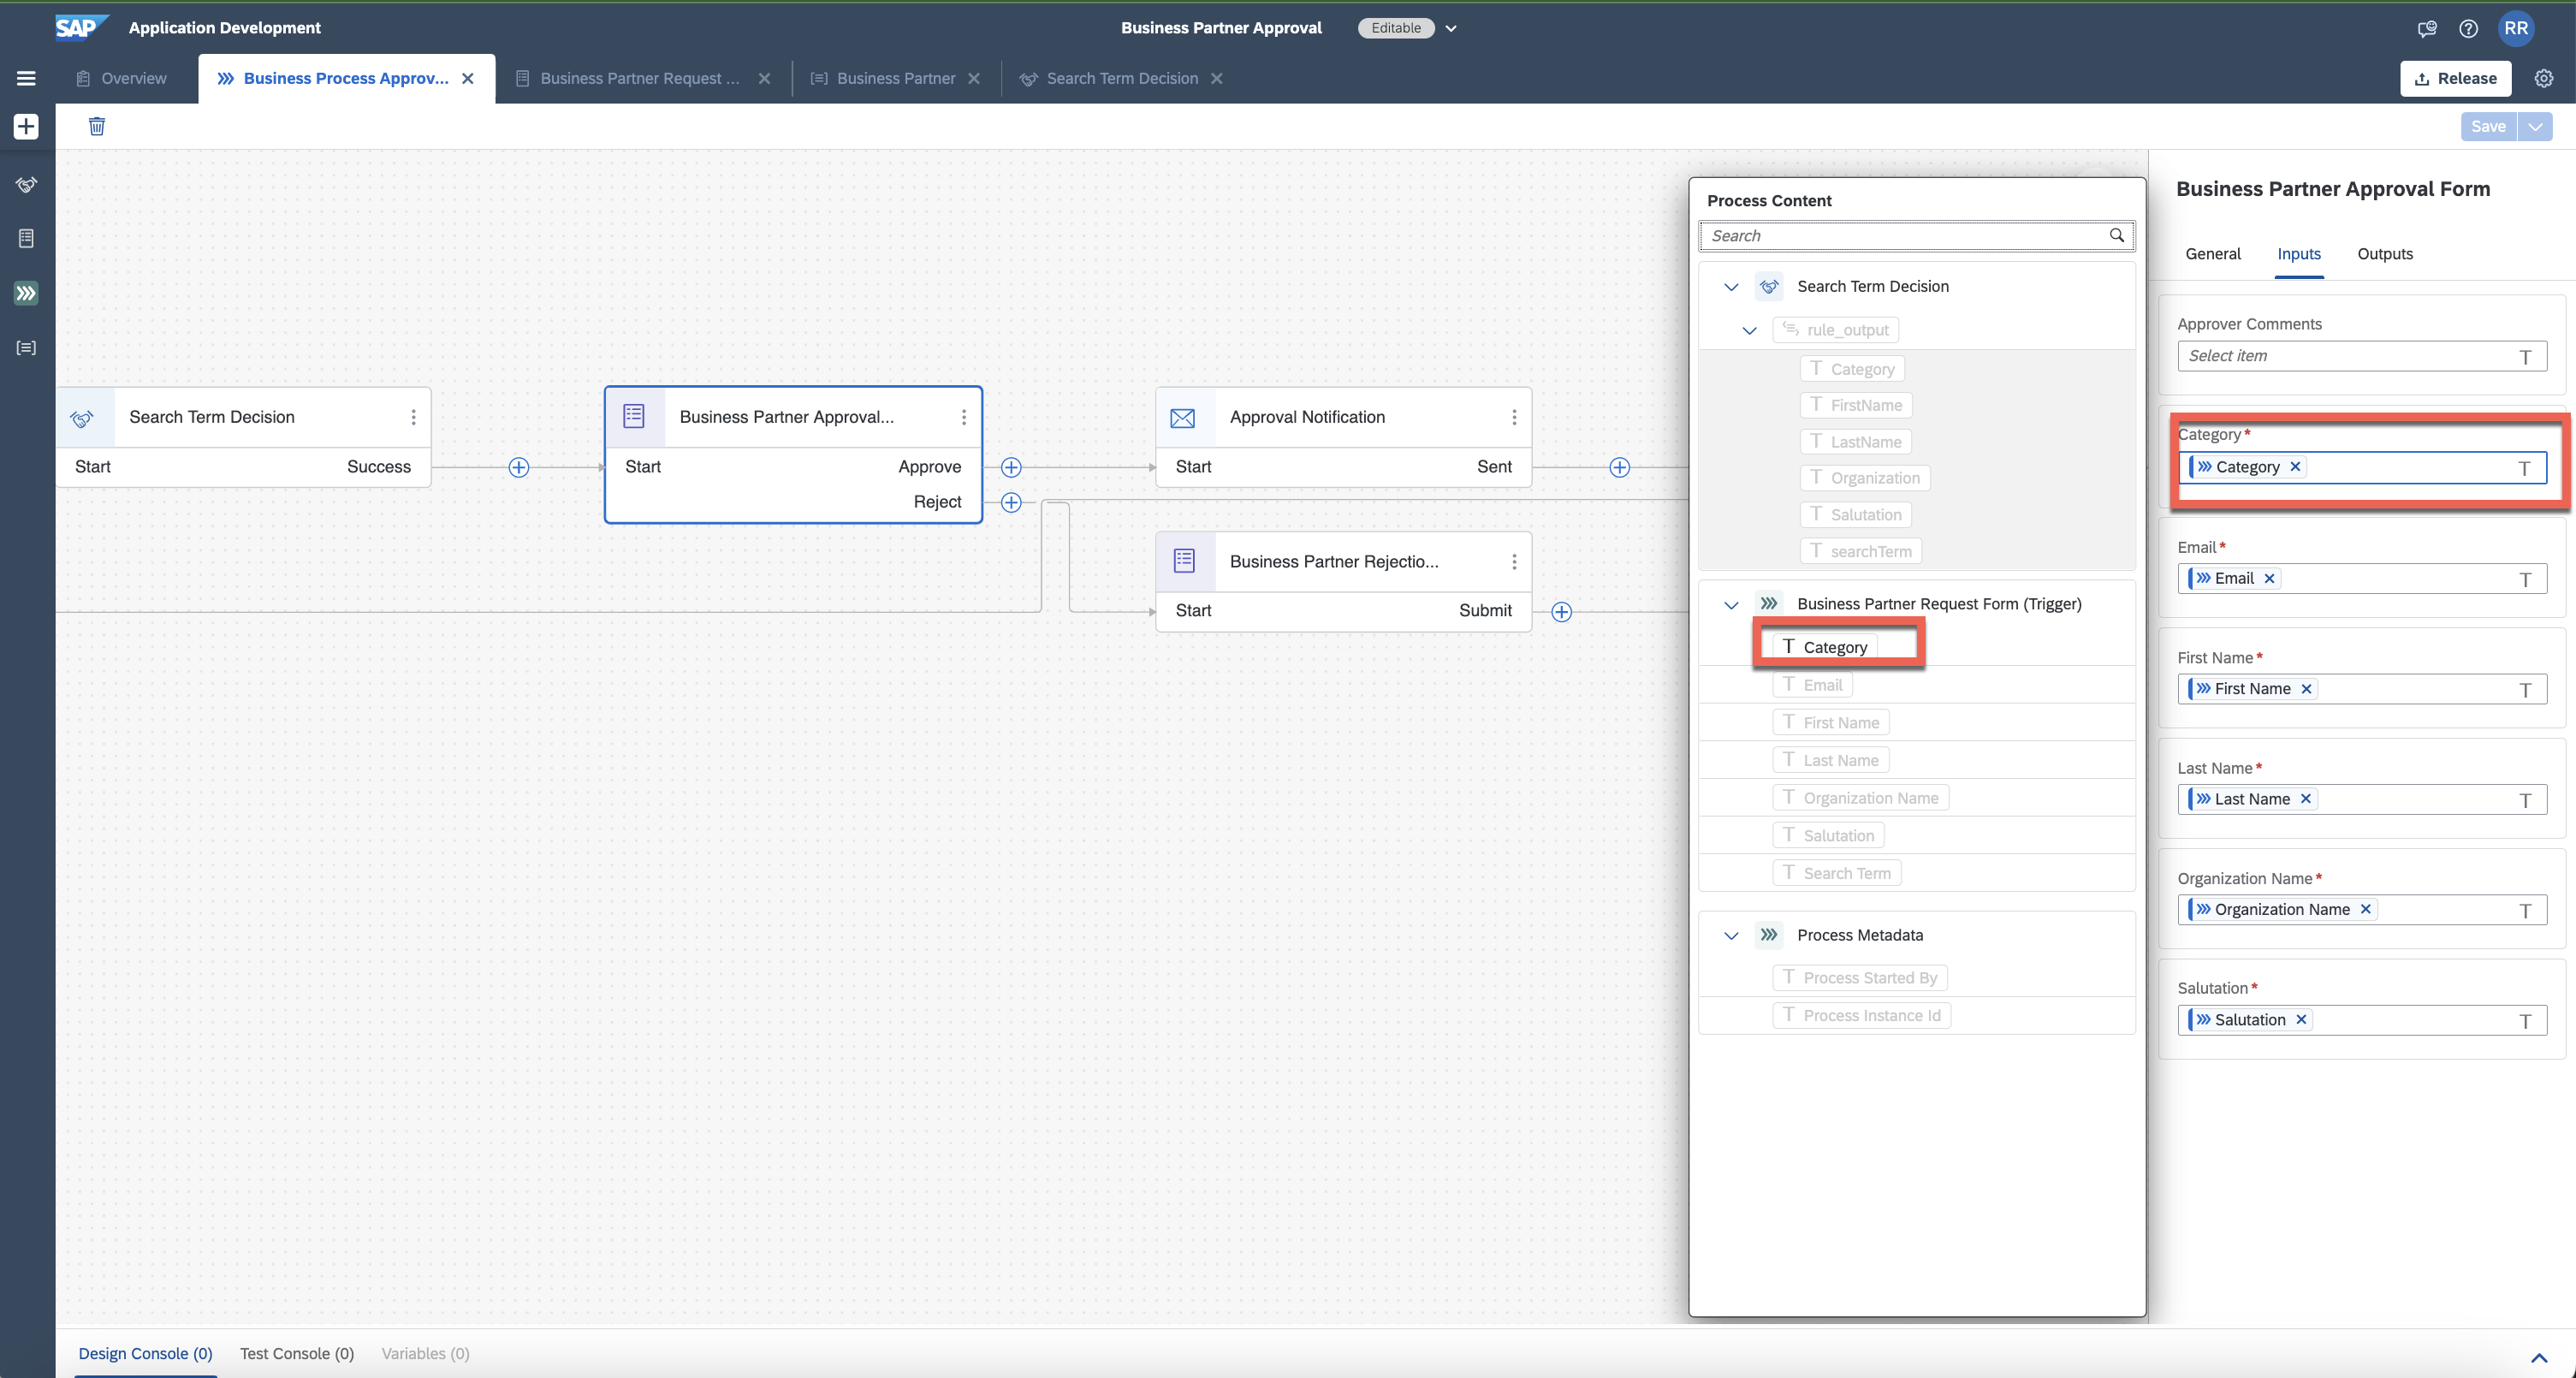 SAP Application Development
Business Partner Approval
Editable
RR
Overview
Business Process Approv...
Business Partner Request ...
Business Partner
Search Term Decision
Release
Save
Search Term Decision
Start Success
Business Partner Approval...
Start Approve
Reject
Approval Notification
Start Sent
Business Partner Rejectio...
Start Submit
Process Content
Search
Search Term Decision
rule_output
T Category
T FirstName
T LastName
T Organization
T Salutation
T searchTerm
Business Partner Request Form (Trigger)
T Category
T Email
T First Name
T Last Name
T Organization Name
T Salutation
T Search Term
Process Metadata
T Process Started By
T Process Instance Id
Business Partner Approval Form
General Inputs Outputs
Approver Comments
Select item T
Category*
Category T
Email*
Email T
First Name*
First Name T
Last Name*
Last Name T
Organization Name*
Organization Name T
Salutation*
Salutation T
Design Console (0) Test Console (0) Variables (0)